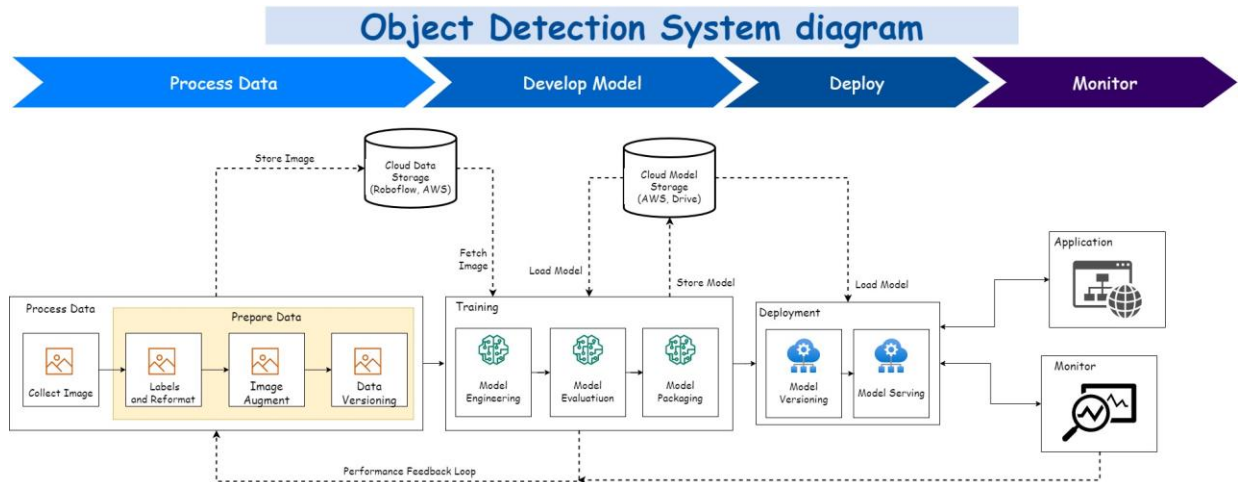 Object Detection System diagram
Process Data
Develop Model
Deploy
Monitor
Store Image
Cloud Data
Storage
(Roboflow, AWS)
Cloud Model
Storage
(AWS, Drive)
Fetch
Image
Load Model
Store Model
Load Model
Application
Process Data
Prepare Data
Collect Image
Labels
and Reformat
Image
Augment
Data
Versioning
Training
Model
Engineering
Model
Evaluatiuon
Model
Packaging
Deployment
Model
Versioning
Model Serving
Monitor
Performance Feedback Loop